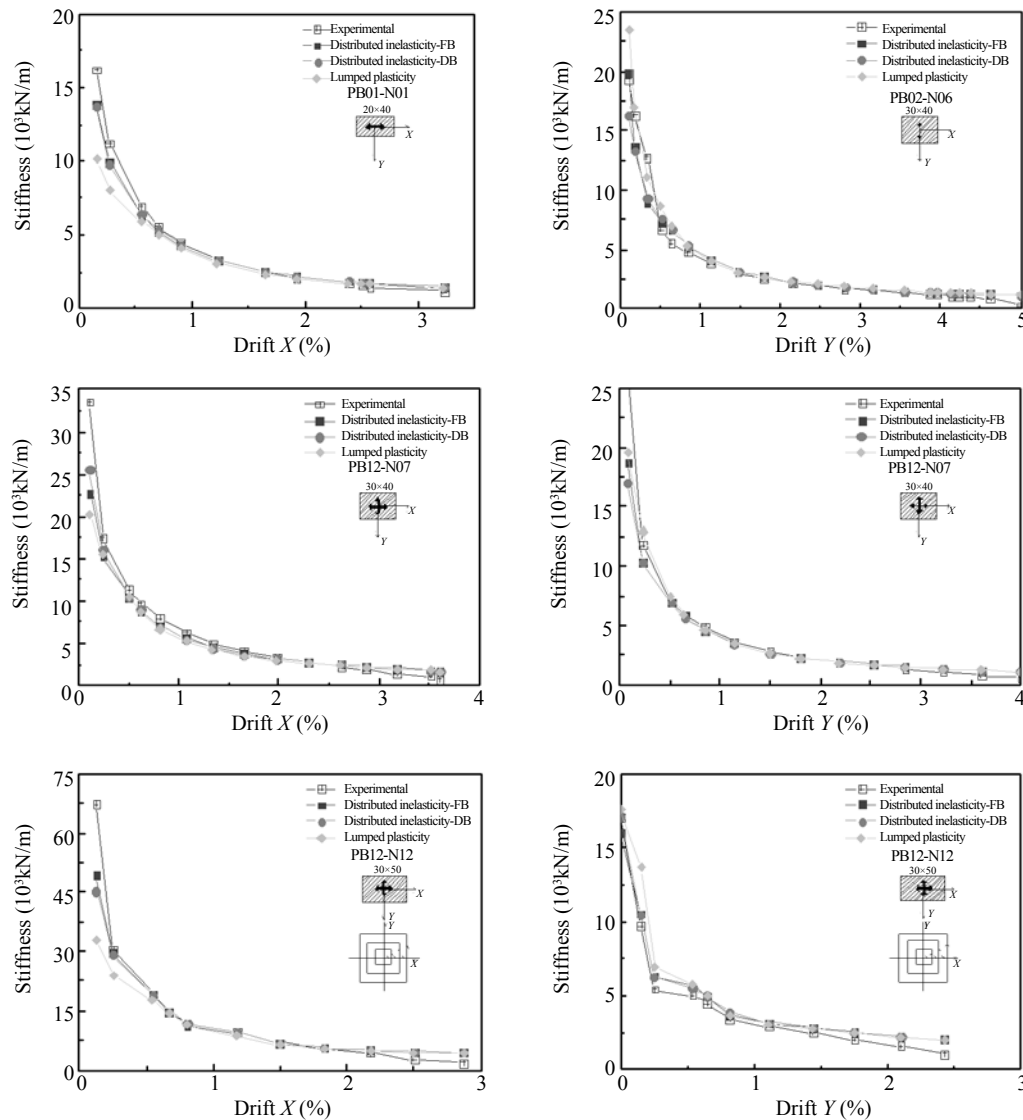 20
15
10
5
0
Stiffness (10³kN/m)
Experimental
Distributed inelasticity-FB
Distributed inelasticity-DB
Lumped plasticity
PB01-N01
20×40
X
Y
0 1 2 3
Drift X (%)
25
20
15
10
5
0
Stiffness (10³kN/m)
Experimental
Distributed inelasticity-FB
Distributed inelasticity-DB
Lumped plasticity
PB02-N06
30×40
X
Y
0 1 2 3 4 5
Drift Y (%)
35
30
25
20
15
10
5
0
Stiffness (10³kN/m)
Experimental
Distributed inelasticity-FB
Distributed inelasticity-DB
Lumped plasticity
PB12-N07
30×40
X
Y
0 1 2 3 4
Drift X (%)
25
20
15
10
5
0
Stiffness (10³kN/m)
Experimental
Distributed inelasticity-FB
Distributed inelasticity-DB
Lumped plasticity
PB12-N07
30×40
X
Y
0 1 2 3 4
Drift Y (%)
75
60
45
30
15
0
Stiffness (10³kN/m)
Experimental
Distributed inelasticity-FB
Distributed inelasticity-DB
Lumped plasticity
PB12-N12
30×50
X
Y
Y
X
0 1 2 3
Drift X (%)
20
15
10
5
0
Stiffness (10³kN/m)
Experimental
Distributed inelasticity-FB
Distributed inelasticity-DB
Lumped plasticity
PB12-N12
30×50
X
Y
Y
X
0 1 2 3
Drift Y (%)